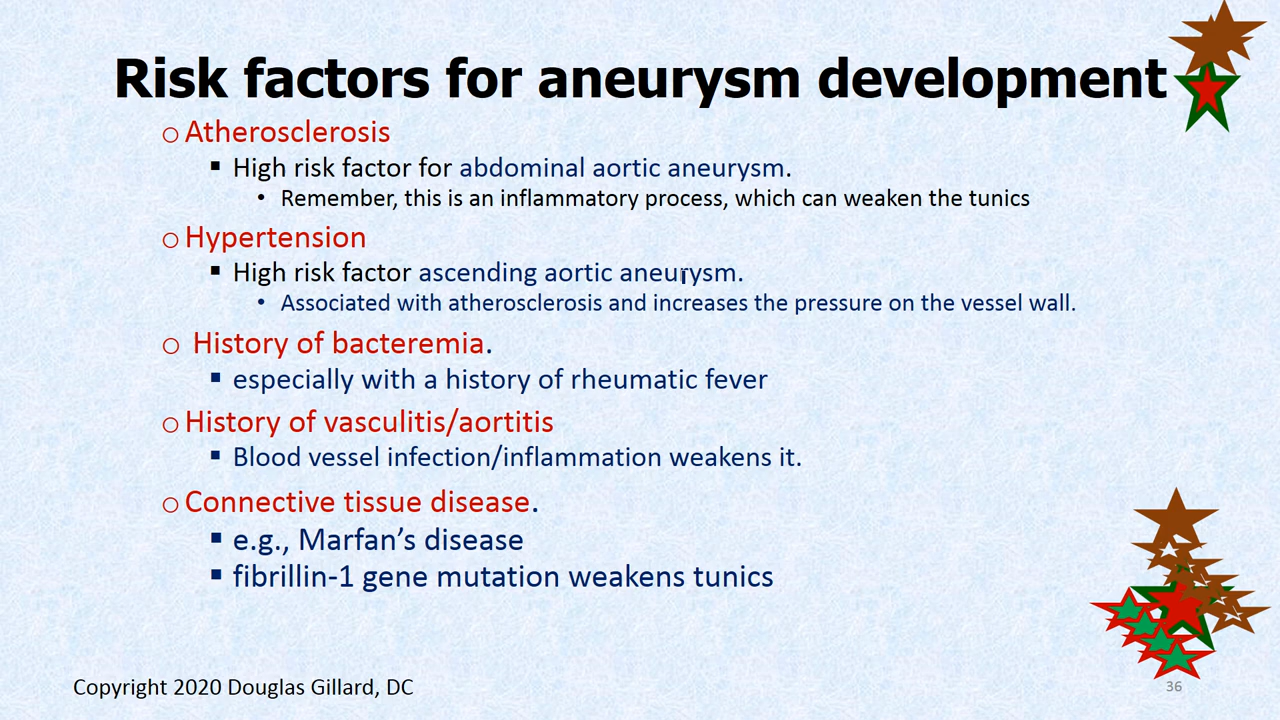 Risk factors for aneurysm development
○ Atherosclerosis
▪ High risk factor for abdominal aortic aneurysm.
• Remember, this is an inflammatory process, which can weaken the tunics
○ Hypertension
▪ High risk factor ascending aortic aneurysm.
• Associated with atherosclerosis and increases the pressure on the vessel wall.
○ History of bacteremia.
▪ especially with a history of rheumatic fever
○ History of vasculitis/aortitis
▪ Blood vessel infection/inflammation weakens it.
○ Connective tissue disease.
▪ e.g., Marfan’s disease
▪ fibrillin-1 gene mutation weakens tunics
Copyright 2020 Douglas Gillard, DC
36